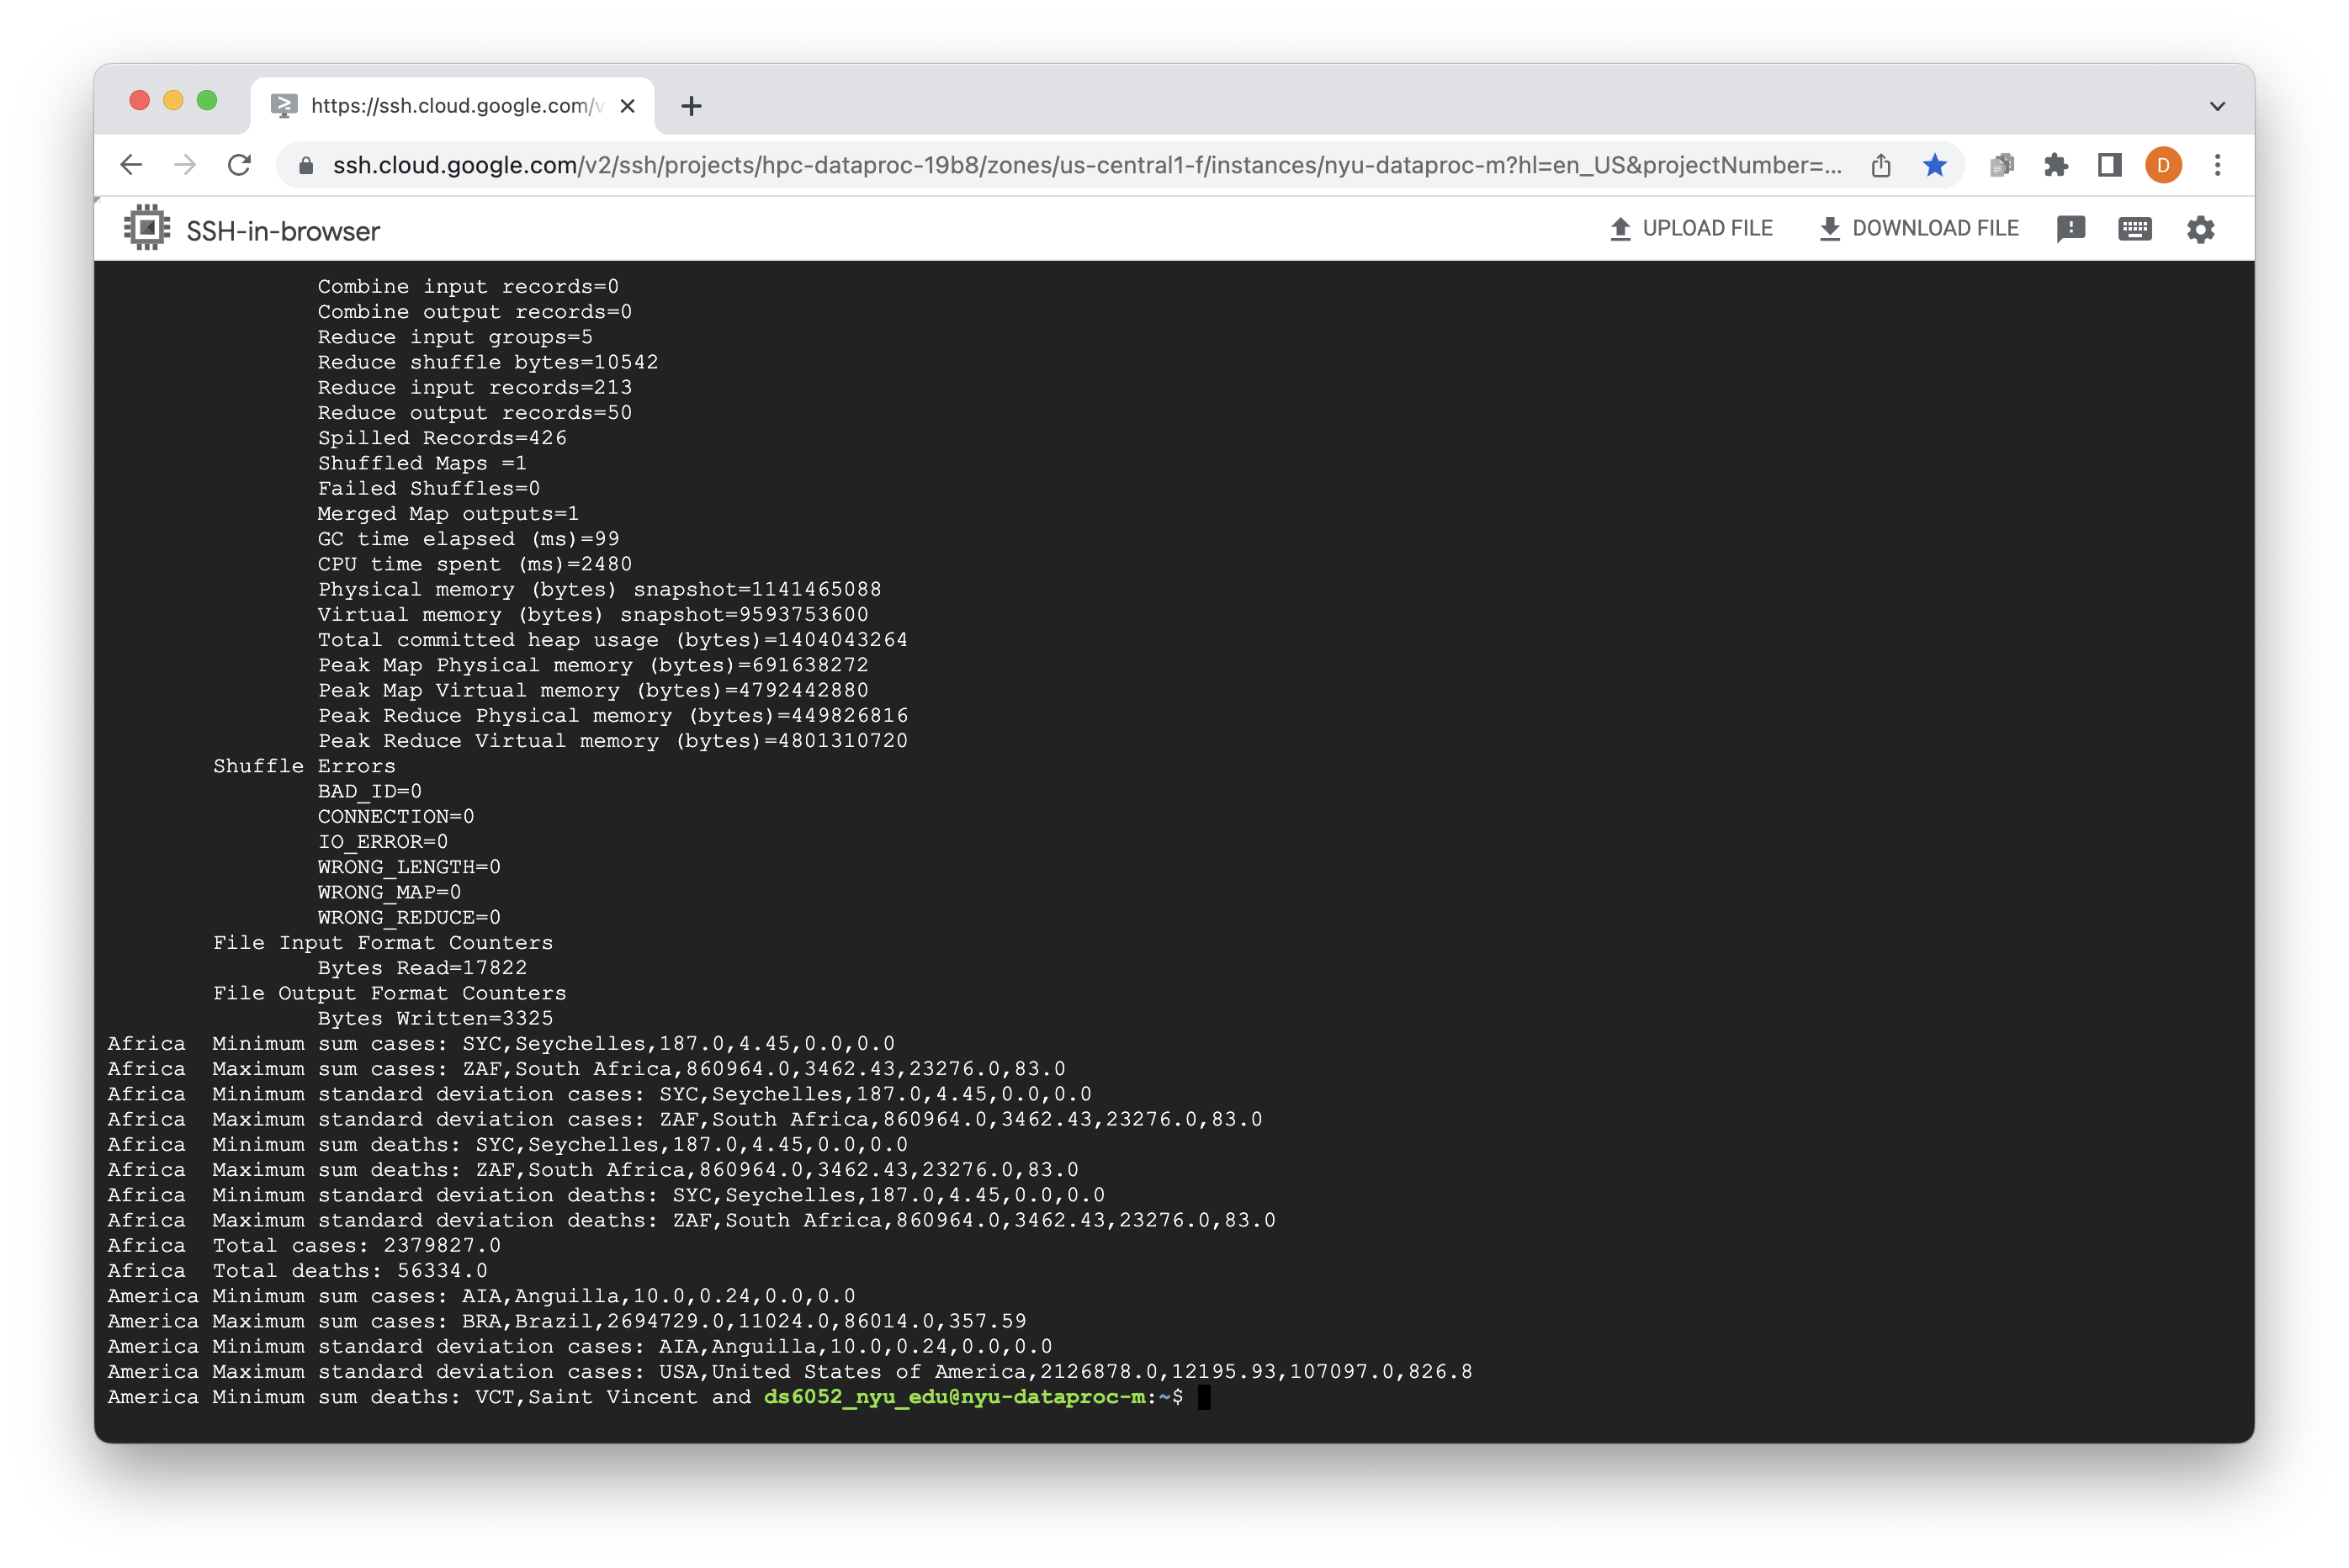 https://ssh.cloud.google.com/v
ssh.cloud.google.com/v2/ssh/projects/hpc-dataproc-19b8/zones/us-central1-f/instances/nyu-dataproc-m?hl=en_US&projectNumber=...
D
SSH-in-browser
UPLOAD FILE
DOWNLOAD FILE
Combine input records=0
Combine output records=0
Reduce input groups=5
Reduce shuffle bytes=10542
Reduce input records=213
Reduce output records=50
Spilled Records=426
Shuffled Maps =1
Failed Shuffles=0
Merged Map outputs=1
GC time elapsed (ms)=99
CPU time spent (ms)=2480
Physical memory (bytes) snapshot=1141465088
Virtual memory (bytes) snapshot=9593753600
Total committed heap usage (bytes)=1404043264
Peak Map Physical memory (bytes)=691638272
Peak Map Virtual memory (bytes)=4792442880
Peak Reduce Physical memory (bytes)=449826816
Peak Reduce Virtual memory (bytes)=4801310720
Shuffle Errors
BAD_ID=0
CONNECTION=0
IO_ERROR=0
WRONG_LENGTH=0
WRONG_MAP=0
WRONG_REDUCE=0
File Input Format Counters
Bytes Read=17822
File Output Format Counters
Bytes Written=3325
Africa  Minimum sum cases: SYC,Seychelles,187.0,4.45,0.0,0.0
Africa  Maximum sum cases: ZAF,South Africa,860964.0,3462.43,23276.0,83.0
Africa  Minimum standard deviation cases: SYC,Seychelles,187.0,4.45,0.0,0.0
Africa  Maximum standard deviation cases: ZAF,South Africa,860964.0,3462.43,23276.0,83.0
Africa  Minimum sum deaths: SYC,Seychelles,187.0,4.45,0.0,0.0
Africa  Maximum sum deaths: ZAF,South Africa,860964.0,3462.43,23276.0,83.0
Africa  Minimum standard deviation deaths: SYC,Seychelles,187.0,4.45,0.0,0.0
Africa  Maximum standard deviation deaths: ZAF,South Africa,860964.0,3462.43,23276.0,83.0
Africa  Total cases: 2379827.0
Africa  Total deaths: 56334.0
America Minimum sum cases: AIA,Anguilla,10.0,0.24,0.0,0.0
America Maximum sum cases: BRA,Brazil,2694729.0,11024.0,86014.0,357.59
America Minimum standard deviation cases: AIA,Anguilla,10.0,0.24,0.0,0.0
America Maximum standard deviation cases: USA,United States of America,2126878.0,12195.93,107097.0,826.8
America Minimum sum deaths: VCT,Saint Vincent and ds6052_nyu_edu@nyu-dataproc-m:~$